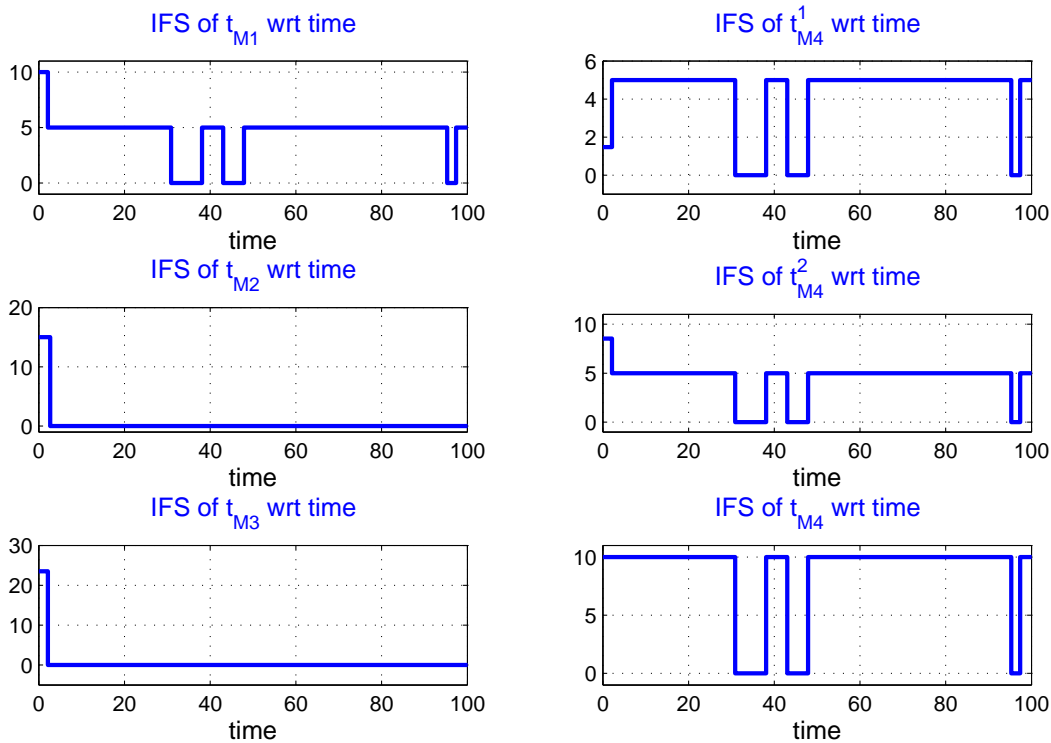 IFS of t_M1 wrt time
10
5
0
0 20 40 60 80 100
time
IFS of t_M2 wrt time
20
10
0
0 20 40 60 80 100
time
IFS of t_M3 wrt time
30
20
10
0
0 20 40 60 80 100
time
IFS of t^1_M4 wrt time
6
4
2
0
0 20 40 60 80 100
time
IFS of t^2_M4 wrt time
10
5
0
0 20 40 60 80 100
time
IFS of t_M4 wrt time
10
5
0
0 20 40 60 80 100
time